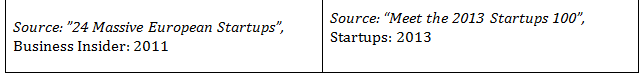 Source: ”24 Massive European Startups”,
Business Insider: 2011
Source: “Meet the 2013 Startups 100”,
Startups: 2013